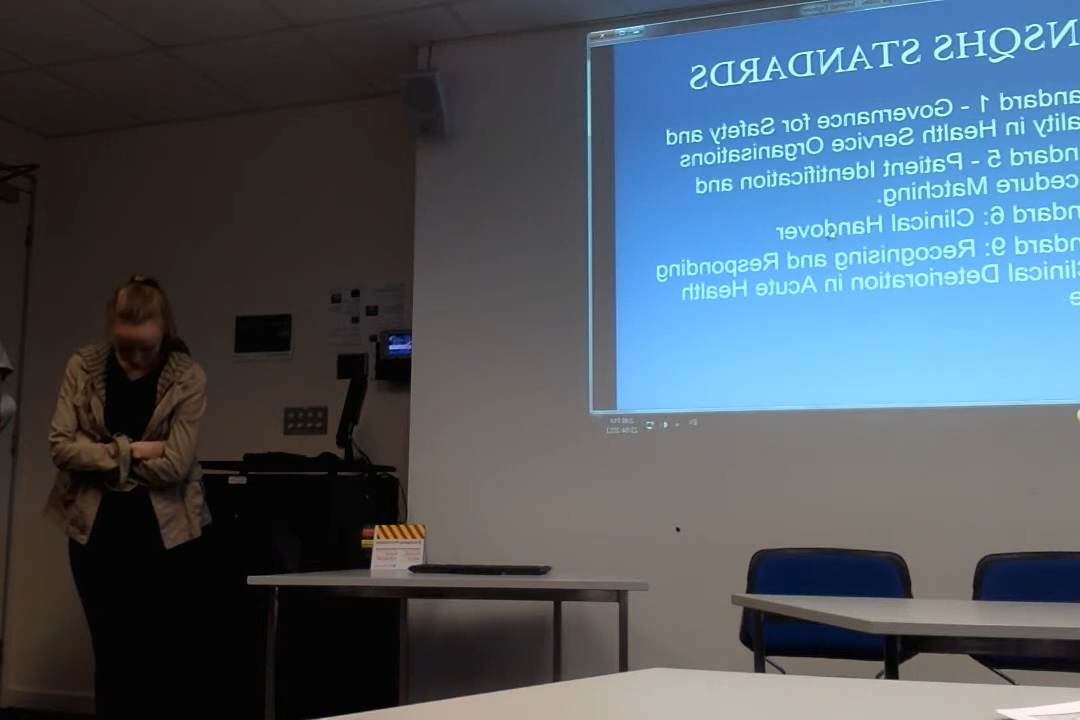 NSQHS STANDARDS
andard 1 - Governance for Safety and
ality in Health Service Organisations
ndard 5 - Patient Identification and
cedure Matching.
ndard 6: Clinical Handover
ndard 9: Recognising and Responding
Clinical Deterioration in Acute Health
e